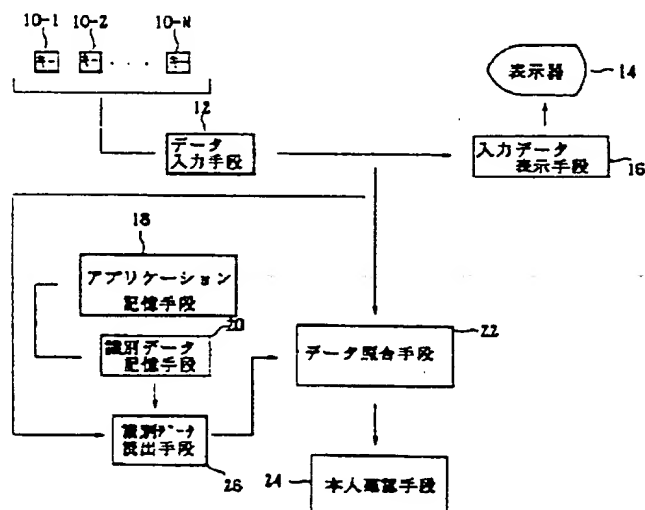 10-1 10-2 10-N
キー キー ・・・・ キー
12
データ
入力手段
表示器
14
入力データ
表示手段
16
18
アプリケーション
記憶手段
20
識別データ
記憶手段
データ照合手段
22
識別データ
読出手段
26
24
本人確認手段